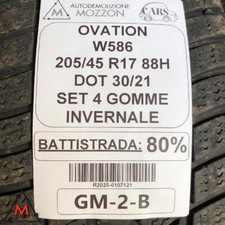 AUTODEMOLIZIONE
MOZZON
CARS
OVATION
W586
205/45 R17 88H
DOT 30/21
SET 4 GOMME
INVERNALE
BATTISTRADA: 80%
R2025-0107121
GM-2-B
M